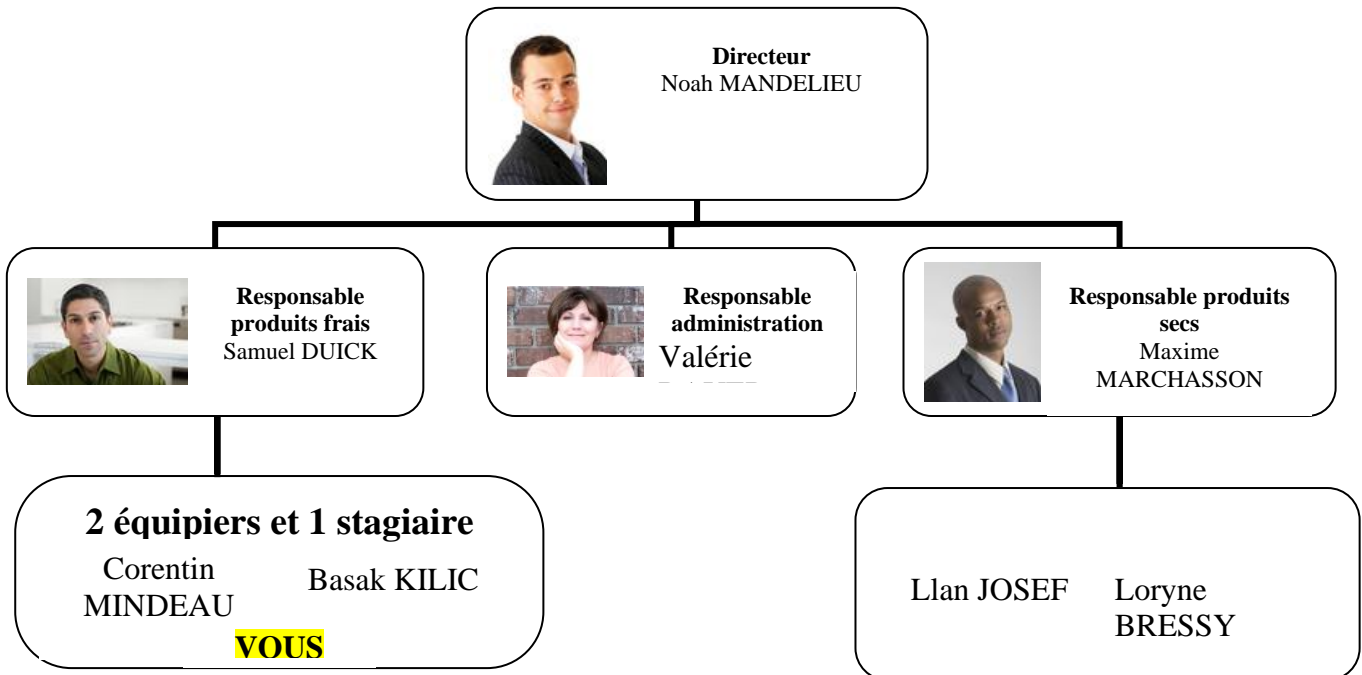 Directeur
Noah MANDELIEU
Responsable
produits frais
Samuel DUICK
Responsable
administration
Valérie
Responsable produits
secs
Maxime
MARCHASSON
2 équipiers et 1 stagiaire
Corentin
MINDEAU
Basak KILIC
VOUS
Llan JOSEF
Loryne
BRESSY